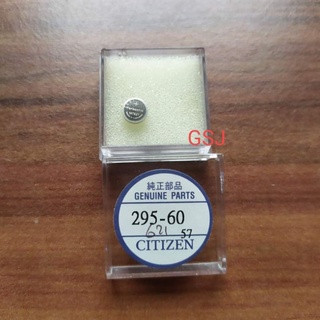 GSJ
純正部品
GENUINE PARTS
295-60
621 57
CITIZEN